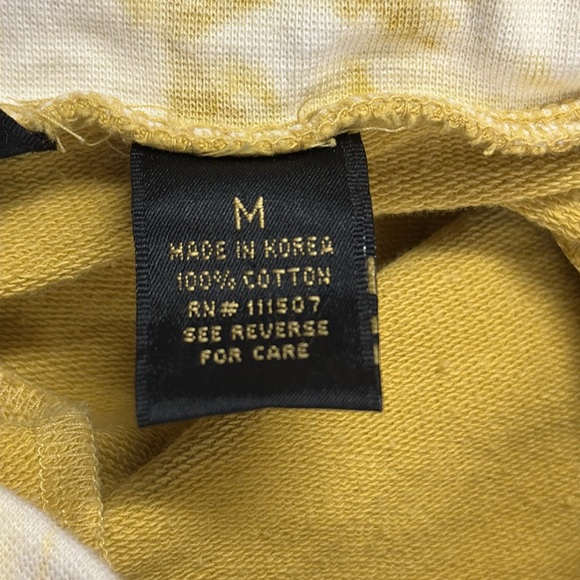 M
MADE IN KOREA
100% COTTON
RN# 111507
SEE REVERSE
FOR CARE